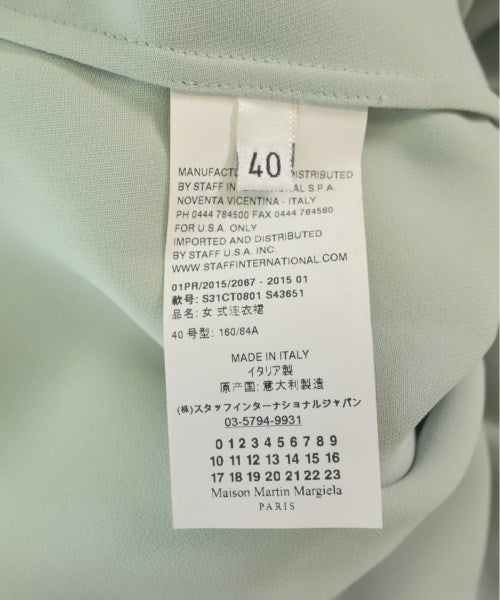 40
MANUFACT DISTRIBUTED
BY STAFF IN NAL S.P.A.
NOVENTA VICENTINA - ITALY
PH 0444 784500 FAX 0444 784580
FOR U.S.A. ONLY
IMPORTED AND DISTRIBUTED
BY STAFF U.S.A. INC.
WWW.STAFFINTERNATIONAL.COM
01PR/2015/2067 - 2015 01
款号: S31CT0801 S43651
品名: 女式连衣裙
40 号型: 160/84A
MADE IN ITALY
イタリア製
原产国: 意大利製造
(株)スタッフインターナショナルジャパン
03-5794-9931
0 1 2 3 4 5 6 7 8 9
10 11 12 13 14 15 16
17 18 19 20 21 22 23
Maison Martin Margiela
PARIS